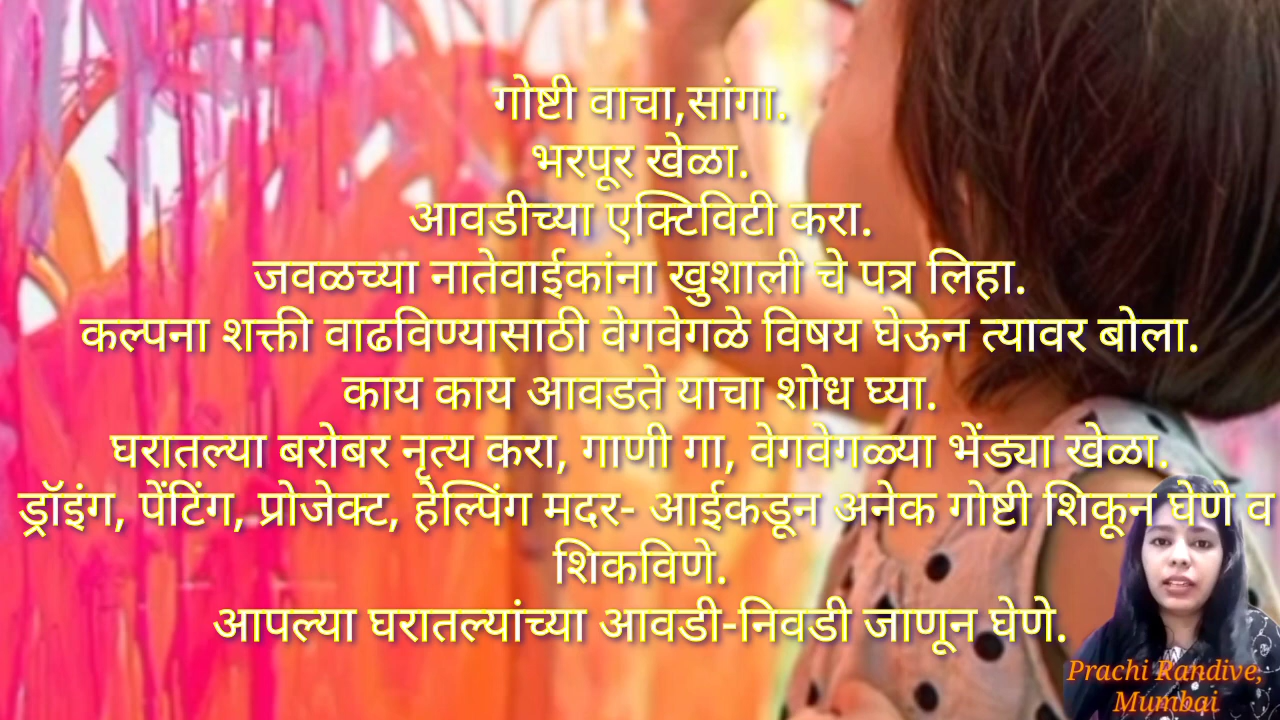 गोष्टी वाचा,सांगा.
भरपूर खेळा.
आवडीच्या एक्टिविटी करा.
जवळच्या नातेवाईकांना खुशाली चे पत्र लिहा.
कल्पना शक्ती वाढविण्यासाठी वेगवेगळे विषय घेऊन त्यावर बोला.
काय काय आवडते याचा शोध घ्या.
घरातल्या बरोबर नृत्य करा, गाणी गा, वेगवेगळ्या भेंड्या खेळा.
ड्रॉइंग, पेंटिंग, प्रोजेक्ट, हेल्पिंग मदर- आईकडून अनेक गोष्टी शिकून घेणे व
शिकविणे.
आपल्या घरातल्यांच्या आवडी-निवडी जाणून घेणे.
Prachi Randive,
Mumbai